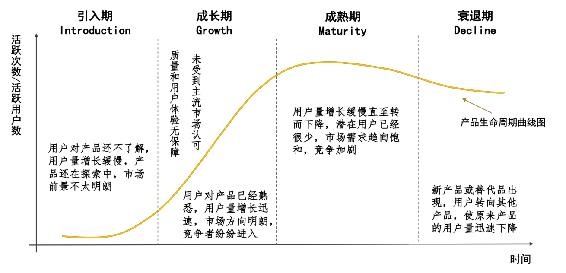 引入期
Introduction
成长期
Growth
成熟期
Maturity
衰退期
Decline
活跃次数/活跃用户数
用户对产品还不了解,
用户量增长缓慢, 产
品还在探索中, 市场
前景不太明朗
质量和用户体验无保障
未受到主流市场认可
用户对产品已经熟
悉, 用户量增长迅
速, 市场方向明朗,
竞争者纷纷进入
用户量增长缓慢直至转
而下降, 潜在用户已经
很少, 市场需求趋向饱
和, 竞争加剧
产品生命周期曲线图
新产品或替代品出
现, 用户转向其他
产品, 使原来产品
的用户量迅速下降
时间